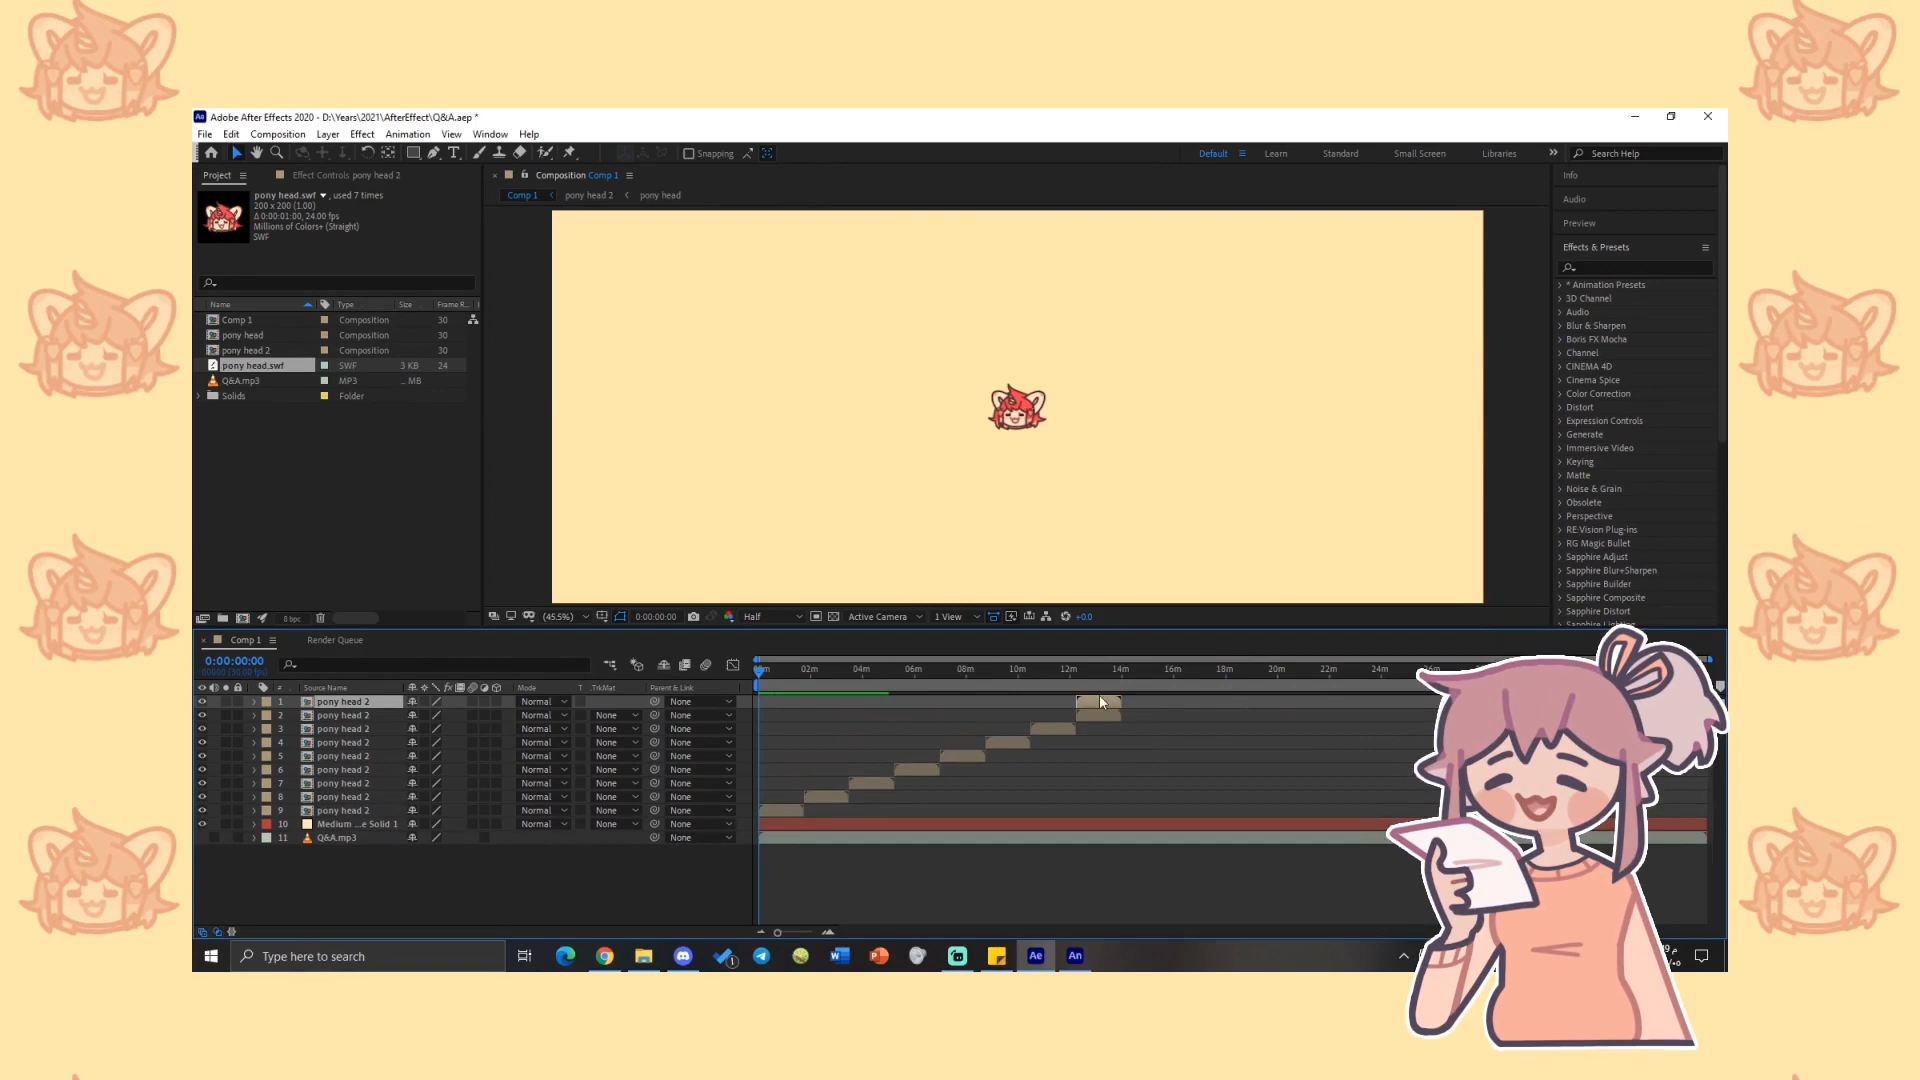 Adobe After Effects 2020 - D:\Years\2021\AfterEffect\Q&A.aep *
File Edit Composition Layer Effect Animation View Window Help
Snapping Default Learn Standard Small Screen Libraries Search Help
Project Effect Controls pony head 2
pony head.swf , used 7 times
200 x 200 (1.00)
Δ 0:00:01:00, 24.00 fps)
Millions of Colors+ (Straight)
SWF
Name Type Size Frame R...
Comp 1 Composition 30
pony head Composition 30
pony head 2 Composition 30
pony head.swf SWF 3 KB 24
Q&A.mp3 MP3 ... MB
Solids Folder
8 bpc
Composition Comp 1
Comp 1 pony head 2 pony head
(45.5%) 0:00:00:00 Half Active Camera 1 View +0.0
Info
Audio
Preview
Effects & Presets
* Animation Presets
3D Channel
Audio
Blur & Sharpen
Boris FX Mocha
Channel
CINEMA 4D
Cinema Spice
Color Correction
Distort
Expression Controls
Generate
Immersive Video
Keying
Matte
Noise & Grain
Obsolete
Perspective
RE:Vision Plug-ins
RG Magic Bullet
Sapphire Adjust
Sapphire Blur+Sharpen
Sapphire Builder
Sapphire Composite
Sapphire Distort
Sapphire Lighting
Comp 1 Render Queue
0:00:00:00
00000 (30.00 fps)
02m 04m 06m 08m 10m 12m 14m 16m 18m 20m 22m 24m
# Source Name Mode T .TrkMat Parent & Link
1 pony head 2 Normal None
2 pony head 2 Normal None None
3 pony head 2 Normal None None
4 pony head 2 Normal None None
5 pony head 2 Normal None None
6 pony head 2 Normal None None
7 pony head 2 Normal None None
8 pony head 2 Normal None None
9 pony head 2 Normal None None
10 Medium ...e Solid 1 Normal None None
11 Q&A.mp3 None
Type here to search 1 Ae An